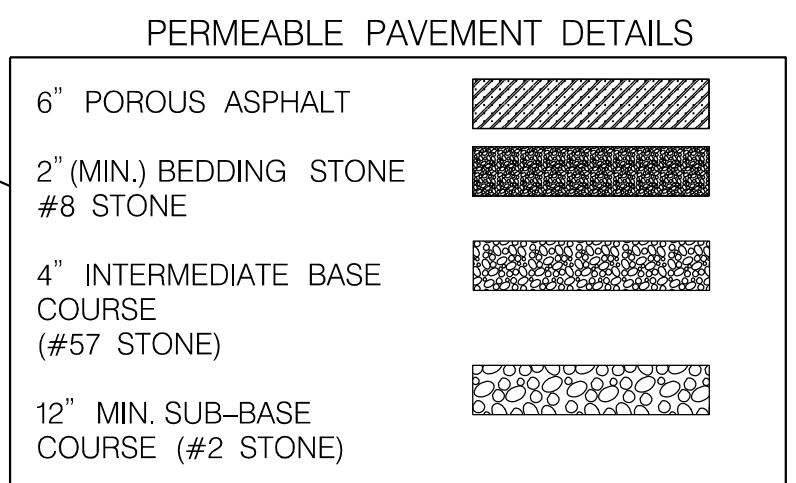 PERMEABLE PAVEMENT DETAILS
6" POROUS ASPHALT
2" (MIN.) BEDDING STONE
#8 STONE
4" INTERMEDIATE BASE
COURSE
(#57 STONE)
12" MIN. SUB-BASE
COURSE (#2 STONE)